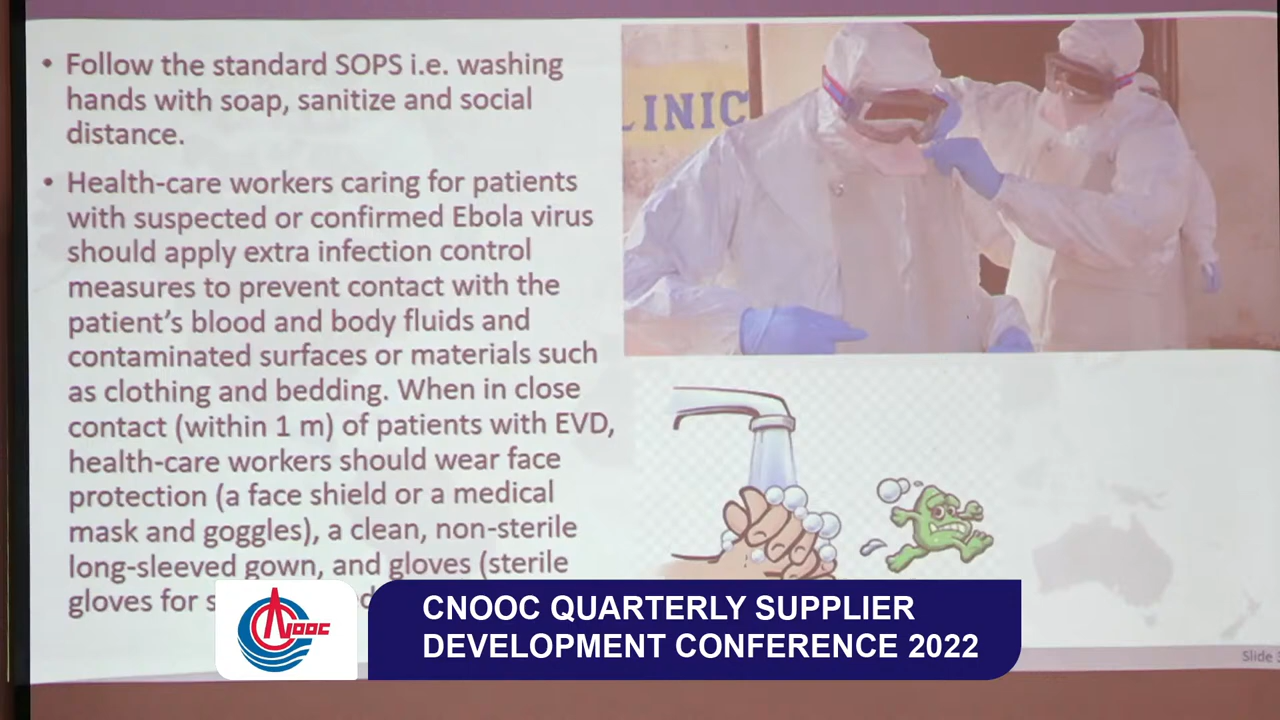 • Follow the standard SOPS i.e. washing
hands with soap, sanitize and social
distance.
• Health-care workers caring for patients
with suspected or confirmed Ebola virus
should apply extra infection control
measures to prevent contact with the
patient's blood and body fluids and
contaminated surfaces or materials such
as clothing and bedding. When in close
contact (within 1 m) of patients with EVD,
health-care workers should wear face
protection (a face shield or a medical
mask and goggles), a clean, non-sterile
long-sleeved gown, and gloves (sterile
gloves for
LINIC
Slide
CNOOC
CNOOC QUARTERLY SUPPLIER
DEVELOPMENT CONFERENCE 2022